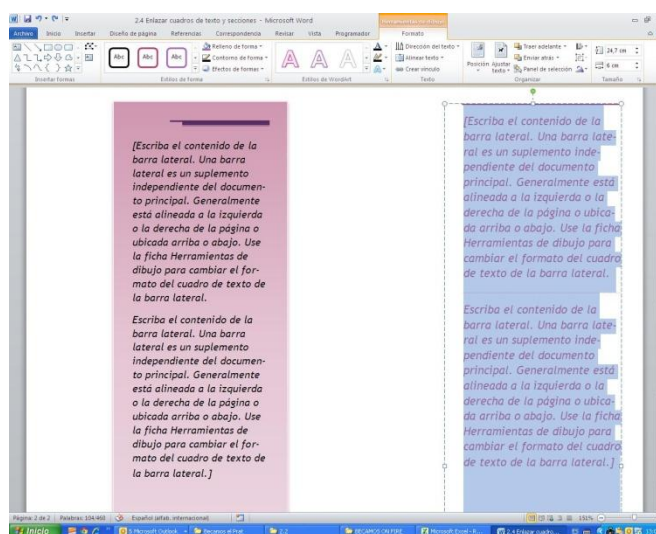 2.4 Enlazar cuadros de texto y secciones - Microsoft Word
Archivo Inicio Insertar Diseño de página Referencias Correspondencia Revisar Vista Programador Formato
Abc Abc Abc
Relleno de forma
Contorno de forma
Efectos de formas
A A A
Dirección del texto
Alinear texto
Crear vínculo
Posición Ajustar texto
Traer adelante
Enviar atrás
Panel de selección
24,7 cm
6 cm
Insertar formas Estilos de forma Estilos de WordArt Texto Organizar Tamaño
[Escriba el contenido de la
barra lateral. Una barra
lateral es un suplemento
independiente del documen-
to principal. Generalmente
está alineada a la izquierda
o la derecha de la página o
ubicada arriba o abajo. Use
la ficha Herramientas de
dibujo para cambiar el for-
mato del cuadro de texto de
la barra lateral.
Escriba el contenido de la
barra lateral. Una barra
lateral es un suplemento
independiente del documen-
to principal. Generalmente
está alineada a la izquierda
o la derecha de la página o
ubicada arriba o abajo. Use
la ficha Herramientas de
dibujo para cambiar el for-
mato del cuadro de texto de
la barra lateral.]
[Escriba el contenido de la
barra lateral. Una barra late-
ral es un suplemento inde-
pendiente del documento
principal. Generalmente está
alineada a la izquierda o la
derecha de la página o ubica-
da arriba o abajo. Use la ficha
Herramientas de dibujo para
cambiar el formato del cuadro
de texto de la barra lateral.
Escriba el contenido de la
barra lateral. Una barra late-
ral es un suplemento inde-
pendiente del documento
principal. Generalmente está
alineada a la izquierda o la
derecha de la página o ubica-
da arriba o abajo. Use la ficha
Herramientas de dibujo para
cambiar el formato del cuadro
de texto de la barra lateral.]
Página: 2 de 2 Palabras: 104/468 Español (alfab. internacional) 151%
Inicio 5 Microsoft Outlook Becamos al Prat 2.2 BECAMOS ON FIRE Microsoft Excel - R... 2.4 Enlazar cuadro...